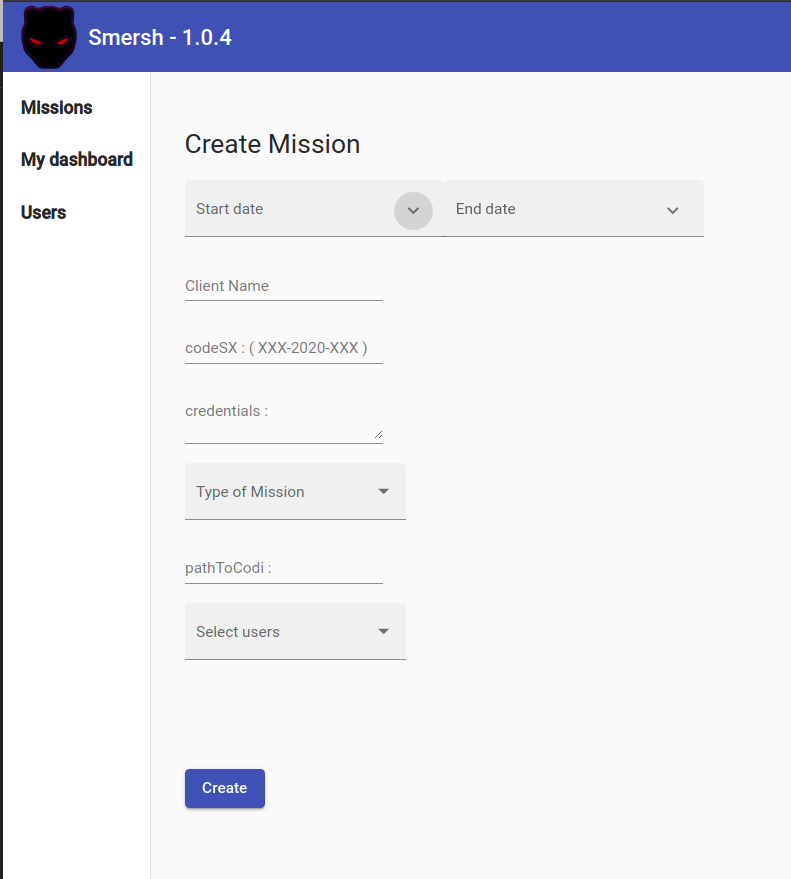 Smersh - 1.0.4
Missions
My dashboard
Users
Create Mission
Start date
End date
Client Name
codeSX : ( XXX-2020-XXX )
credentials :
Type of Mission
pathToCodi :
Select users
Create